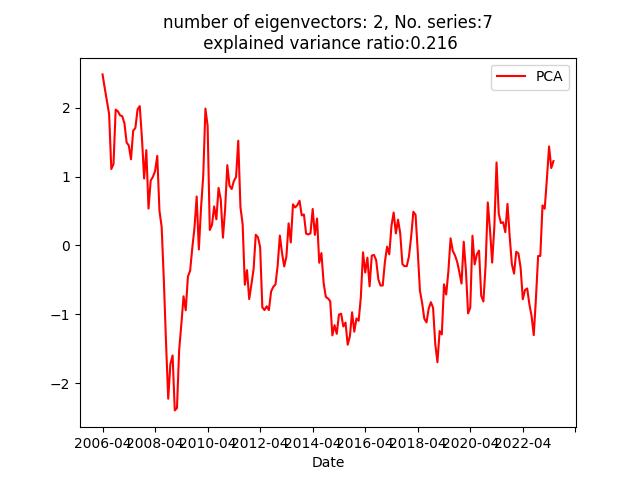 number of eigenvectors: 2, No. series:7
explained variance ratio:0.216
PCA
2
1
0
−1
−2
2006-04 2008-04 2010-04 2012-04 2014-04 2016-04 2018-04 2020-04 2022-04
Date